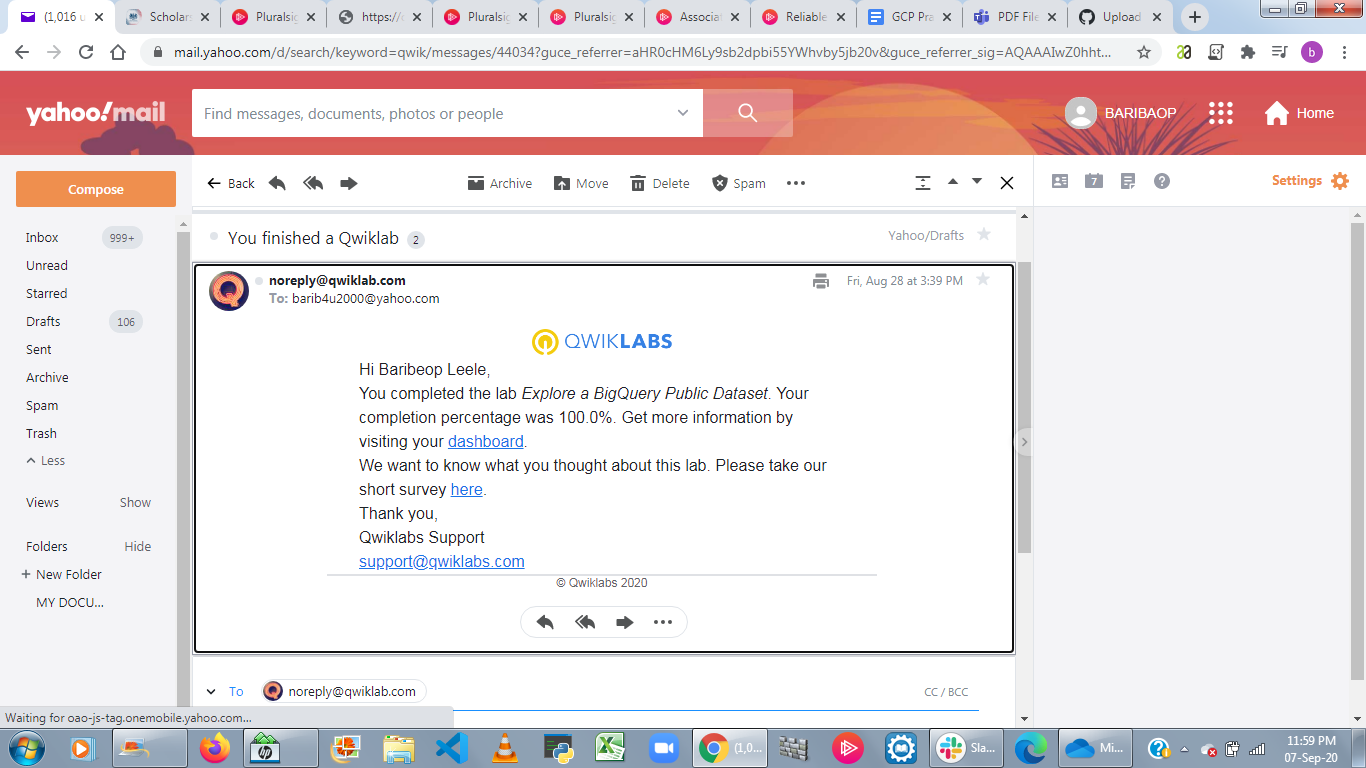 (1,016 u
Scholars
Pluralsig
https://c
Pluralsig
Pluralsig
Associat
Reliable
GCP Pra
PDF File
Upload
mail.yahoo.com/d/search/keyword=qwik/messages/44034?guce_referrer=aHR0cHM6Ly9sb2dpbi55YWhvby5jb20v&guce_referrer_sig=AQAAAIwZ0hht...
b
yahoo!mail
Find messages, documents, photos or people
BARIBAOP
Home
Compose
Back
Archive
Move
Delete
Spam
7
Settings
Inbox 999+
Unread
Starred
Drafts 106
Sent
Archive
Spam
Trash
Less
Views Show
Folders Hide
+ New Folder
MY DOCU...
You finished a Qwiklab 2
Yahoo/Drafts
noreply@qwiklab.com
Fri, Aug 28 at 3:39 PM
To: barib4u2000@yahoo.com
QWIKLABS
Hi Baribeop Leele,
You completed the lab Explore a BigQuery Public Dataset. Your
completion percentage was 100.0%. Get more information by
visiting your dashboard.
We want to know what you thought about this lab. Please take our
short survey here.
Thank you,
Qwiklabs Support
support@qwiklabs.com
© Qwiklabs 2020
To noreply@qwiklab.com
CC / BCC
Waiting for oao-js-tag.onemobile.yahoo.com...
hp
(1,0...
Sla...
Mi...
11:59 PM
07-Sep-20